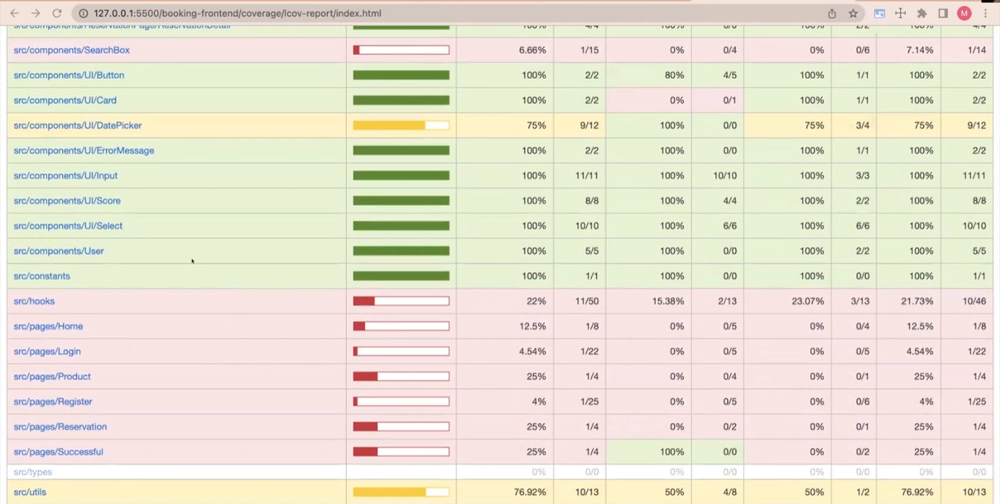 127.0.0.1:5500/booking-frontend/coverage/lcov-report/index.html
M
src/components/ReservationPage/ReservationDetail 100% 4/4 100% 0/0 100% 2/2 100% 4/4
src/components/SearchBox 6.66% 1/15 0% 0/4 0% 0/6 7.14% 1/14
src/components/UI/Button 100% 2/2 80% 4/5 100% 1/1 100% 2/2
src/components/UI/Card 100% 2/2 0% 0/1 100% 1/1 100% 2/2
src/components/UI/DatePicker 75% 9/12 100% 0/0 75% 3/4 75% 9/12
src/components/UI/ErrorMessage 100% 2/2 100% 0/0 100% 1/1 100% 2/2
src/components/UI/Input 100% 11/11 100% 10/10 100% 3/3 100% 11/11
src/components/UI/Score 100% 8/8 100% 4/4 100% 2/2 100% 8/8
src/components/UI/Select 100% 10/10 100% 6/6 100% 6/6 100% 10/10
src/components/User 100% 5/5 100% 0/0 100% 2/2 100% 5/5
src/constants 100% 1/1 100% 0/0 100% 0/0 100% 1/1
src/hooks 22% 11/50 15.38% 2/13 23.07% 3/13 21.73% 10/46
src/pages/Home 12.5% 1/8 0% 0/5 0% 0/4 12.5% 1/8
src/pages/Login 4.54% 1/22 0% 0/5 0% 0/5 4.54% 1/22
src/pages/Product 25% 1/4 0% 0/4 0% 0/1 25% 1/4
src/pages/Register 4% 1/25 0% 0/5 0% 0/6 4% 1/25
src/pages/Reservation 25% 1/4 0% 0/2 0% 0/1 25% 1/4
src/pages/Successful 25% 1/4 100% 0/0 0% 0/2 25% 1/4
src/types 0% 0/0 0% 0/0 0% 0/0 0% 0/0
src/utils 76.92% 10/13 50% 4/8 50% 1/2 76.92% 10/13